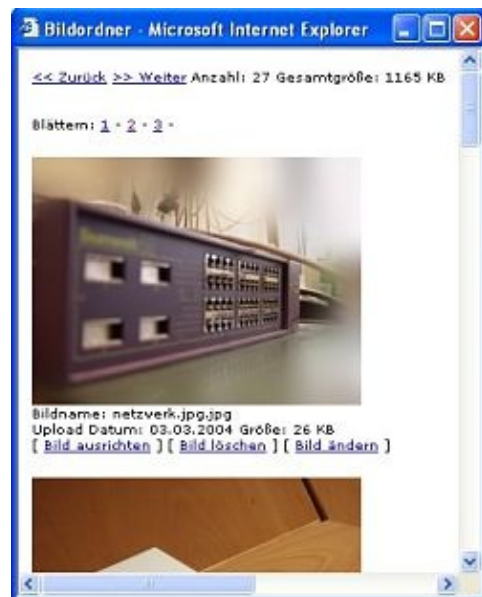 Bildordner - Microsoft Internet Explorer
<< Zurück >> Weiter Anzahl: 27 Gesamtgröße: 1165 KB
Blättern: 1 - 2 - 3 -
Bildname: netzverk.jpg.jpg
Upload Datum: 03.03.2004 Größe: 26 KB
[ Bild ausrichten ] [ Bild löschen ] [ Bild ändern ]